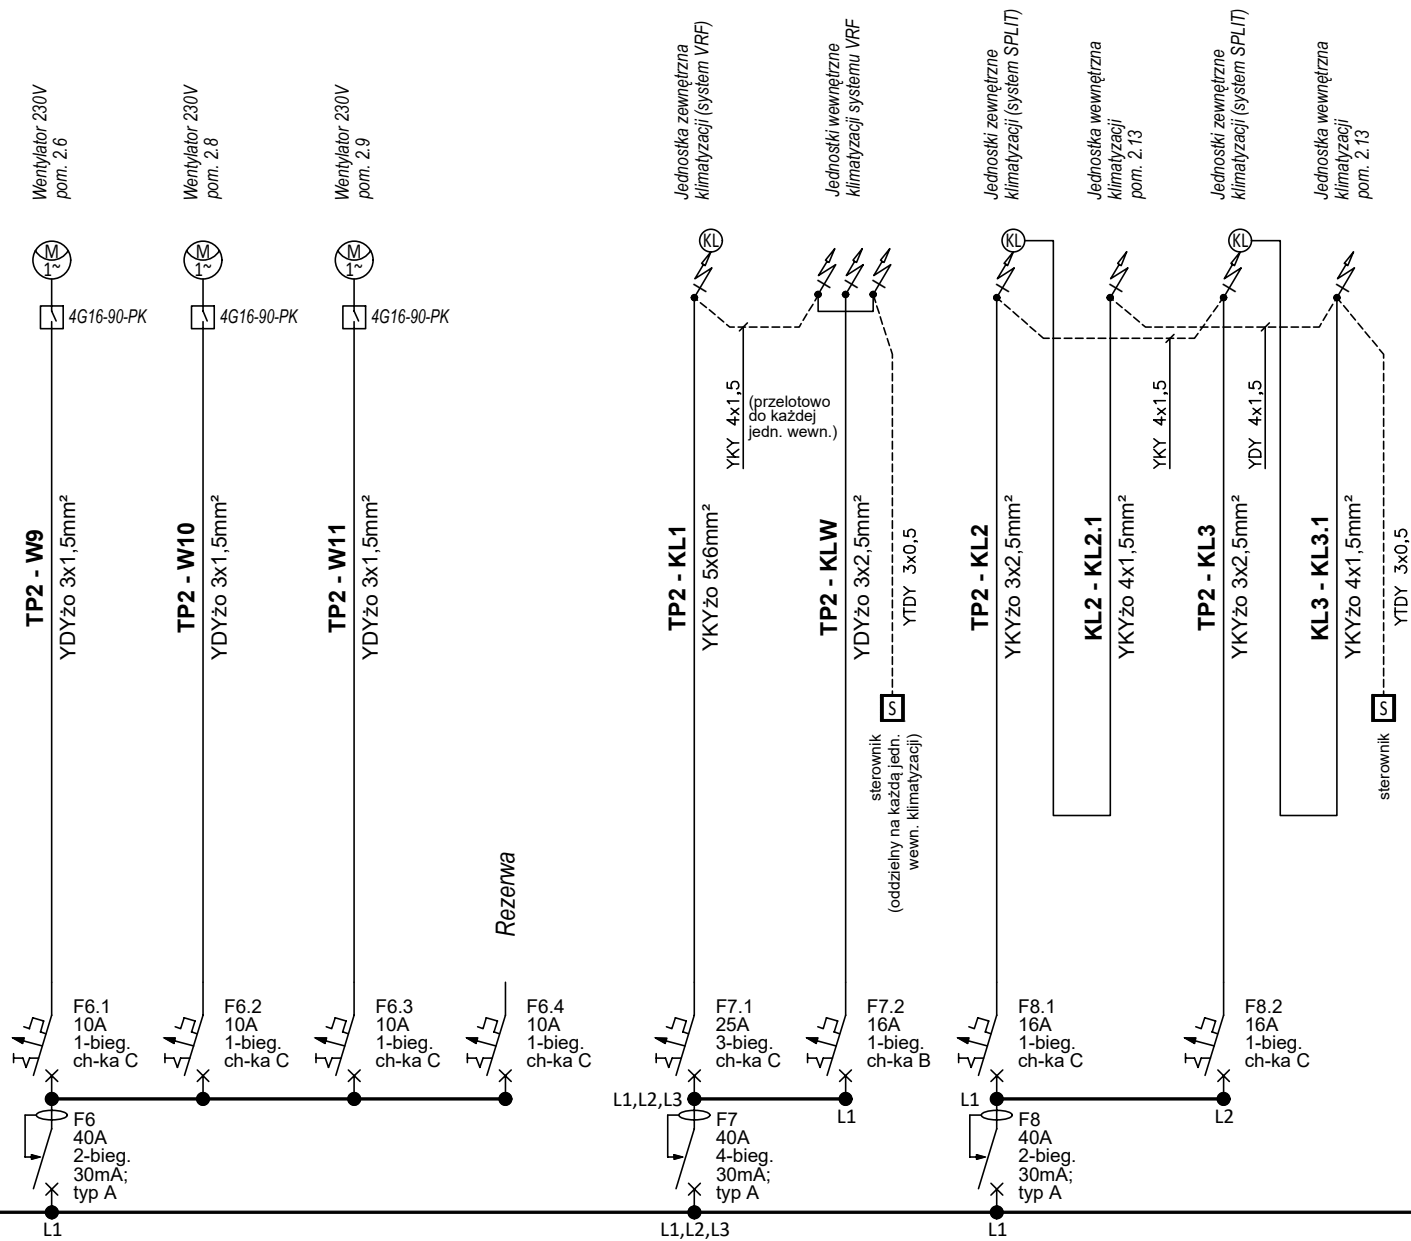 Wentylator 230V
pom. 2.6
Wentylator 230V
pom. 2.8
Wentylator 230V
pom. 2.9
Jednostka zewnętrzna
klimatyzacji (system VRF)
Jednostki wewnętrzne
klimatyzacji systemu VRF
Jednostki zewnętrzne
klimatyzacji (system SPLIT)
Jednostka wewnętrzna
klimatyzacji
pom. 2.13
Jednostki zewnętrzne
klimatyzacji (system SPLIT)
Jednostka wewnętrzna
klimatyzacji
pom. 2.13
M
1~
M
1~
M
1~
KL
KL
KL
4G16-90-PK
4G16-90-PK
4G16-90-PK
YKY 4x1,5
(przelotowo
do każdej
jedn. wewn.)
YKY 4x1,5
YDY 4x1,5
TP2 - W9
YDYżo 3x1,5mm²
TP2 - W10
YDYżo 3x1,5mm²
TP2 - W11
YDYżo 3x1,5mm²
TP2 - KL1
YKYżo 5x6mm²
TP2 - KLW
YDYżo 3x2,5mm²
YTDY 3x0,5
TP2 - KL2
YKYżo 3x2,5mm²
KL2 - KL2.1
YKYżo 4x1,5mm²
TP2 - KL3
YKYżo 3x2,5mm²
KL3 - KL3.1
YKYżo 4x1,5mm²
YTDY 3x0,5
S
sterownik
(oddzielny na każdą jedn.
wewn. klimatyzacji)
S
sterownik
Rezerwa
F6.1
10A
1-bieg.
ch-ka C
F6.2
10A
1-bieg.
ch-ka C
F6.3
10A
1-bieg.
ch-ka C
F6.4
10A
1-bieg.
ch-ka C
F7.1
25A
3-bieg.
ch-ka C
F7.2
16A
1-bieg.
ch-ka B
F8.1
16A
1-bieg.
ch-ka C
F8.2
16A
1-bieg.
ch-ka C
L1,L2,L3
L1
L1
L2
F6
40A
2-bieg.
30mA;
typ A
F7
40A
4-bieg.
30mA;
typ A
F8
40A
2-bieg.
30mA;
typ A
L1
L1,L2,L3
L1